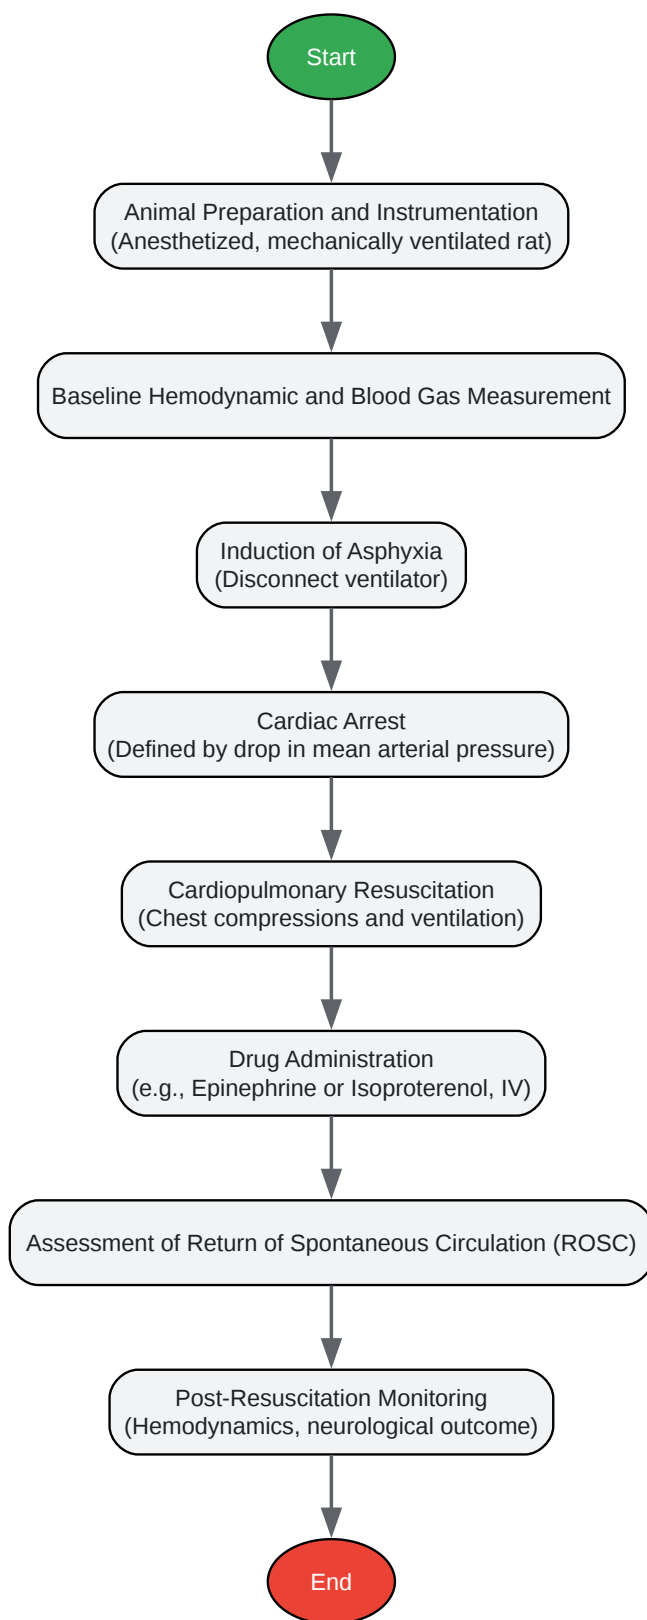 Start
Animal Preparation and Instrumentation
(Anesthetized, mechanically ventilated rat)
Baseline Hemodynamic and Blood Gas Measurement
Induction of Asphyxia
(Disconnect ventilator)
Cardiac Arrest
(Defined by drop in mean arterial pressure)
Cardiopulmonary Resuscitation
(Chest compressions and ventilation)
Drug Administration
(e.g., Epinephrine or Isoproterenol, IV)
Assessment of Return of Spontaneous Circulation (ROSC)
Post-Resuscitation Monitoring
(Hemodynamics, neurological outcome)
End